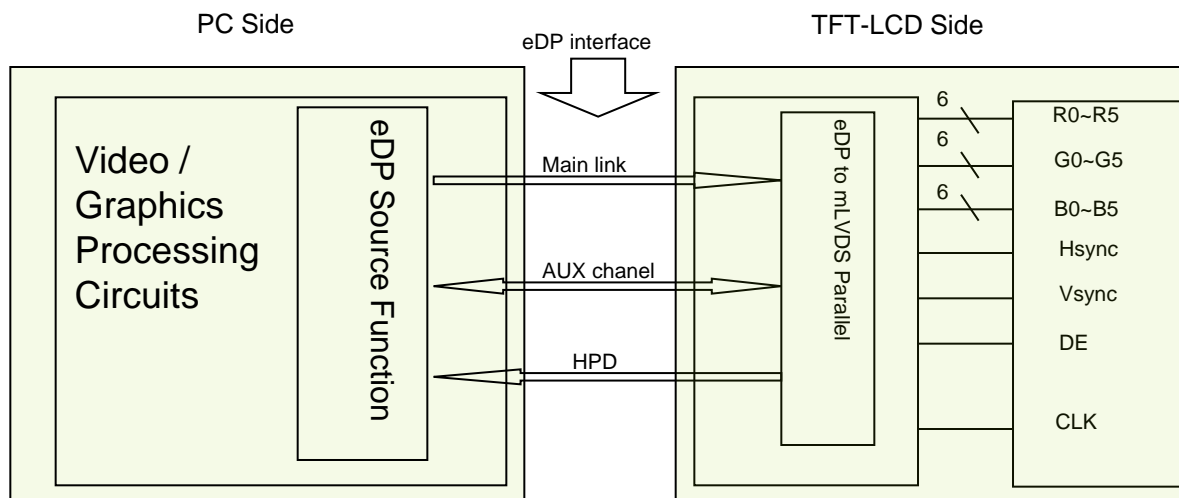 PC Side
eDP interface
TFT-LCD Side
Video /
Graphics
Processing
Circuits
eDP Source Function
Main link
AUX chanel
HPD
eDP to mLVDS Parallel
6
R0~R5
6
G0~G5
6
B0~B5
Hsync
Vsync
DE
CLK